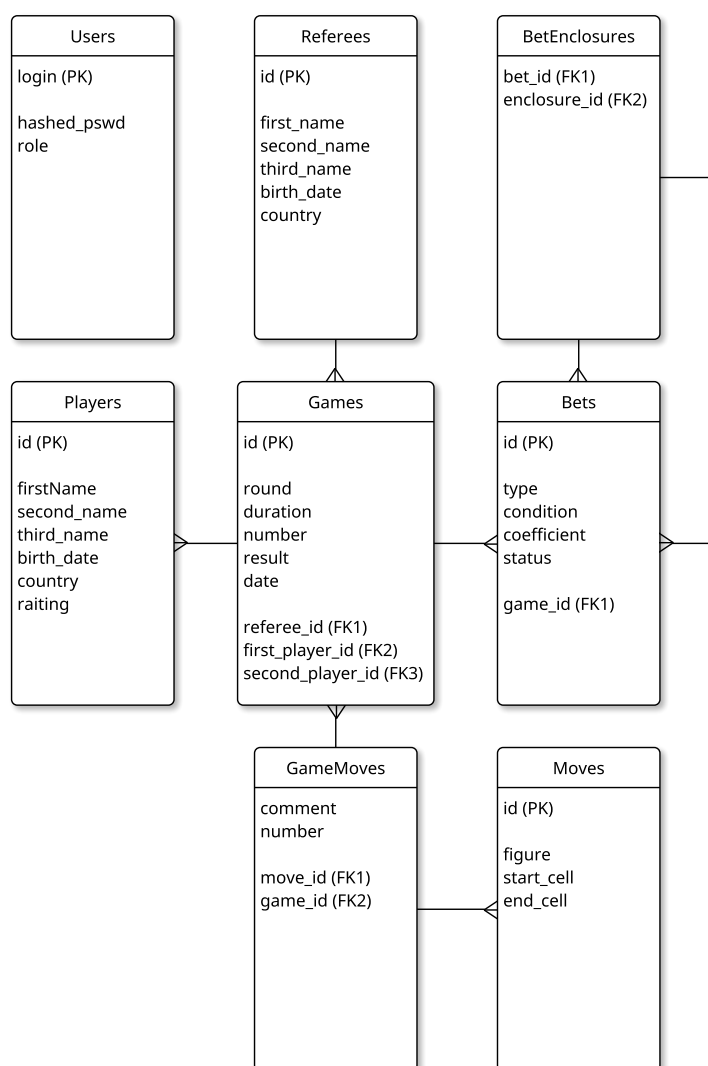 Users
login (PK)
hashed_pswd
role
Referees
id (PK)
first_name
second_name
third_name
birth_date
country
BetEnclosures
bet_id (FK1)
enclosure_id (FK2)
Players
id (PK)
firstName
second_name
third_name
birth_date
country
raiting
Games
id (PK)
round
duration
number
result
date
referee_id (FK1)
first_player_id (FK2)
second_player_id (FK3)
Bets
id (PK)
type
condition
coefficient
status
game_id (FK1)
GameMoves
comment
number
move_id (FK1)
game_id (FK2)
Moves
id (PK)
figure
start_cell
end_cell